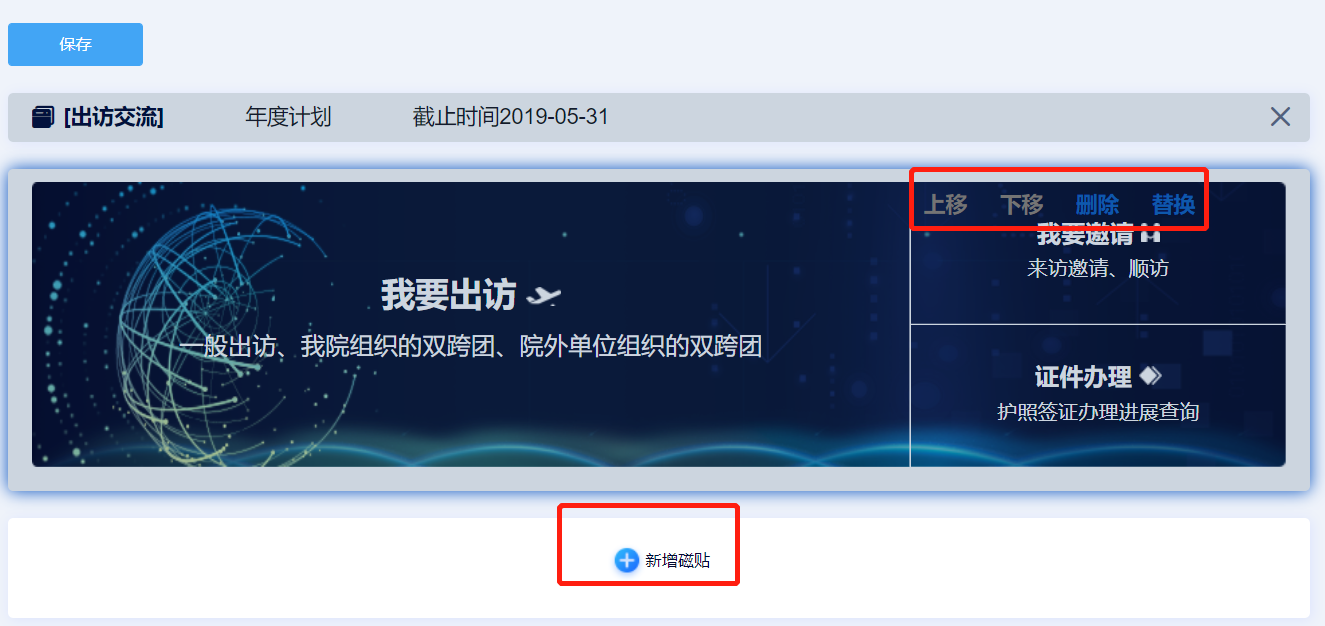 保存
[出访交流] 年度计划 截止时间2019-05-31
上移 下移 删除 替换
我要邀请
来访邀请、顺访
我要出访
一般出访、我院组织的双跨团、院外单位组织的双跨团
证件办理
护照签证办理进展查询
新增磁贴